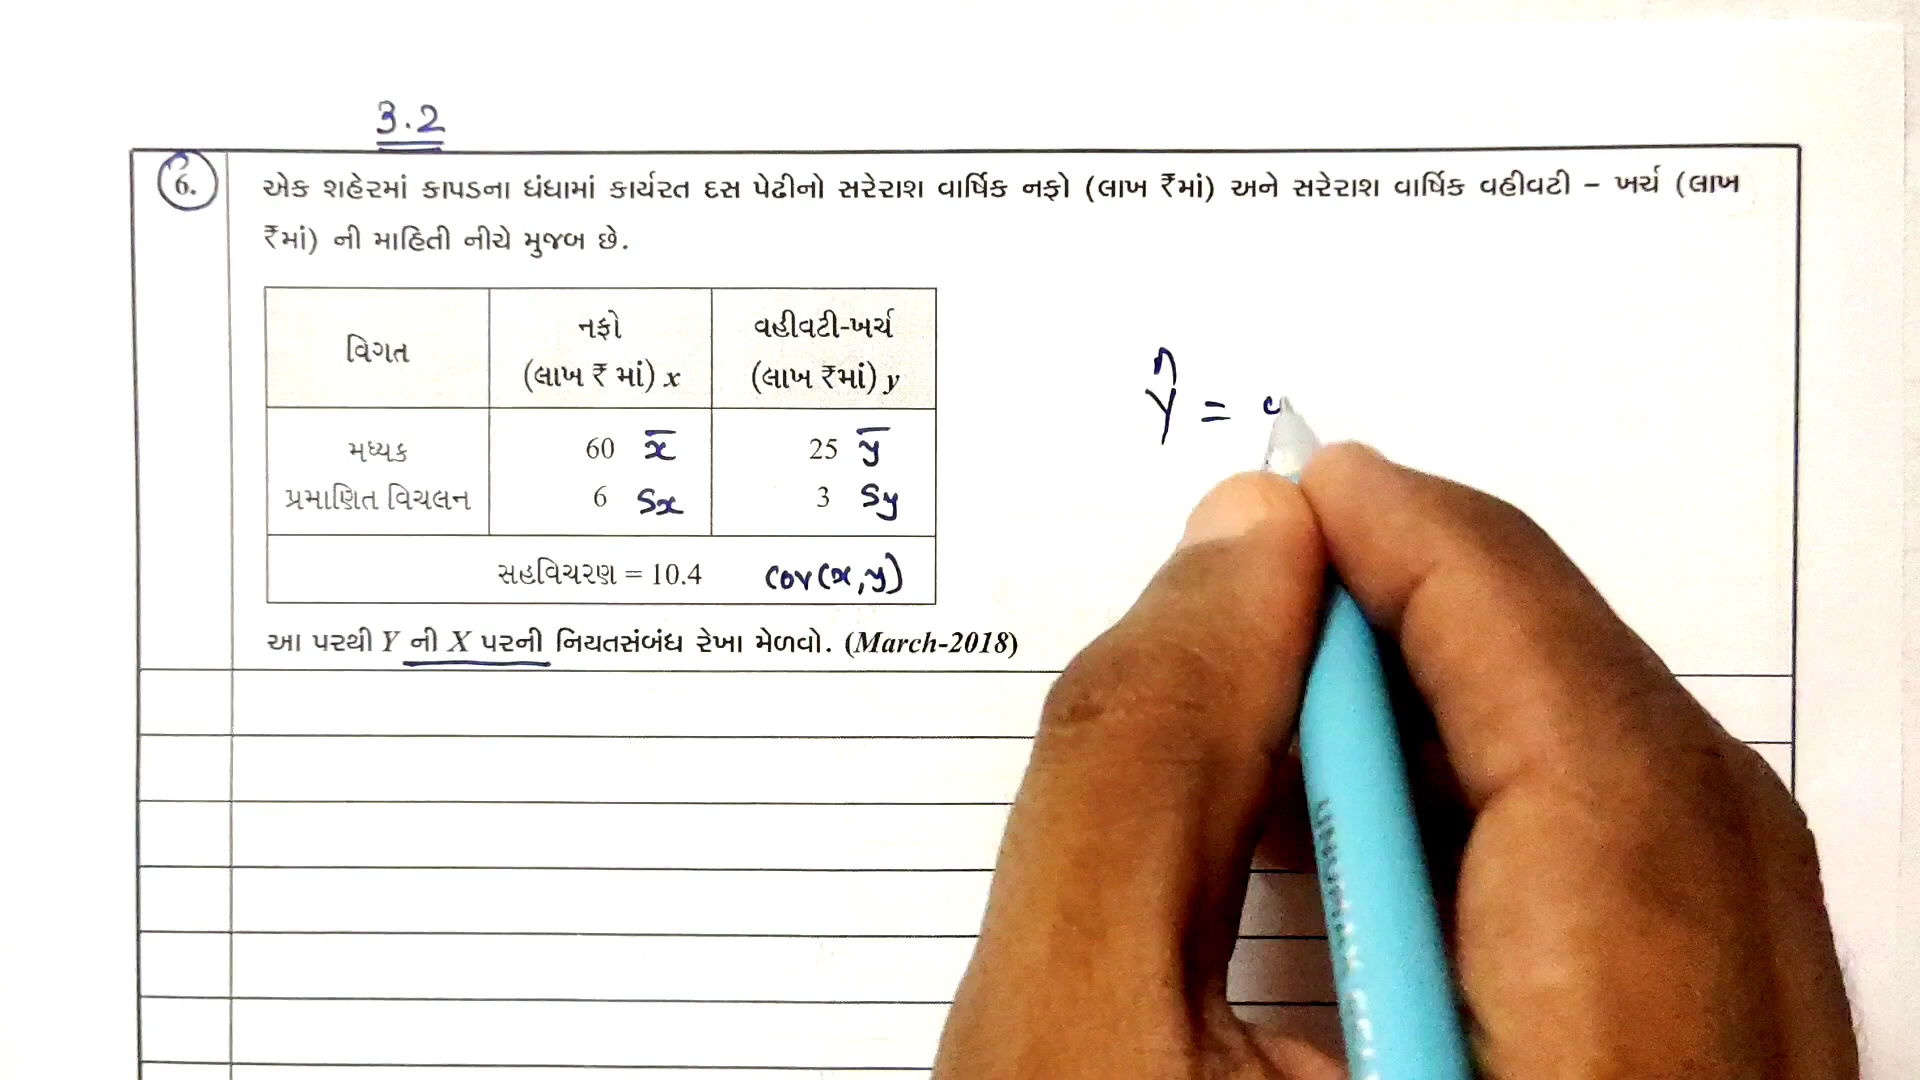 3.2
6. એક શહેરમાં કાપડના ધંધામાં કાર્યરત દસ પેઢીનો સરેરાશ વાર્ષિક નફો (લાખ ₹માં) અને સરેરાશ વાર્ષિક વહીવટી – ખર્ચ (લાખ
₹માં) ની માહિતી નીચે મુજબ છે.
વિગત
નફો
(લાખ ₹ માં) x
વહીવટી-ખર્ચ
(લાખ ₹માં) y
મધ્યક 60 x̄ 25 ȳ
પ્રમાણિત વિચલન 6 Sx 3 Sy
સહવિચરણ = 10.4 cov(x,y)
Ŷ =
આ પરથી Y ની X પરની નિયતસંબંધ રેખા મેળવો. (March-2018)